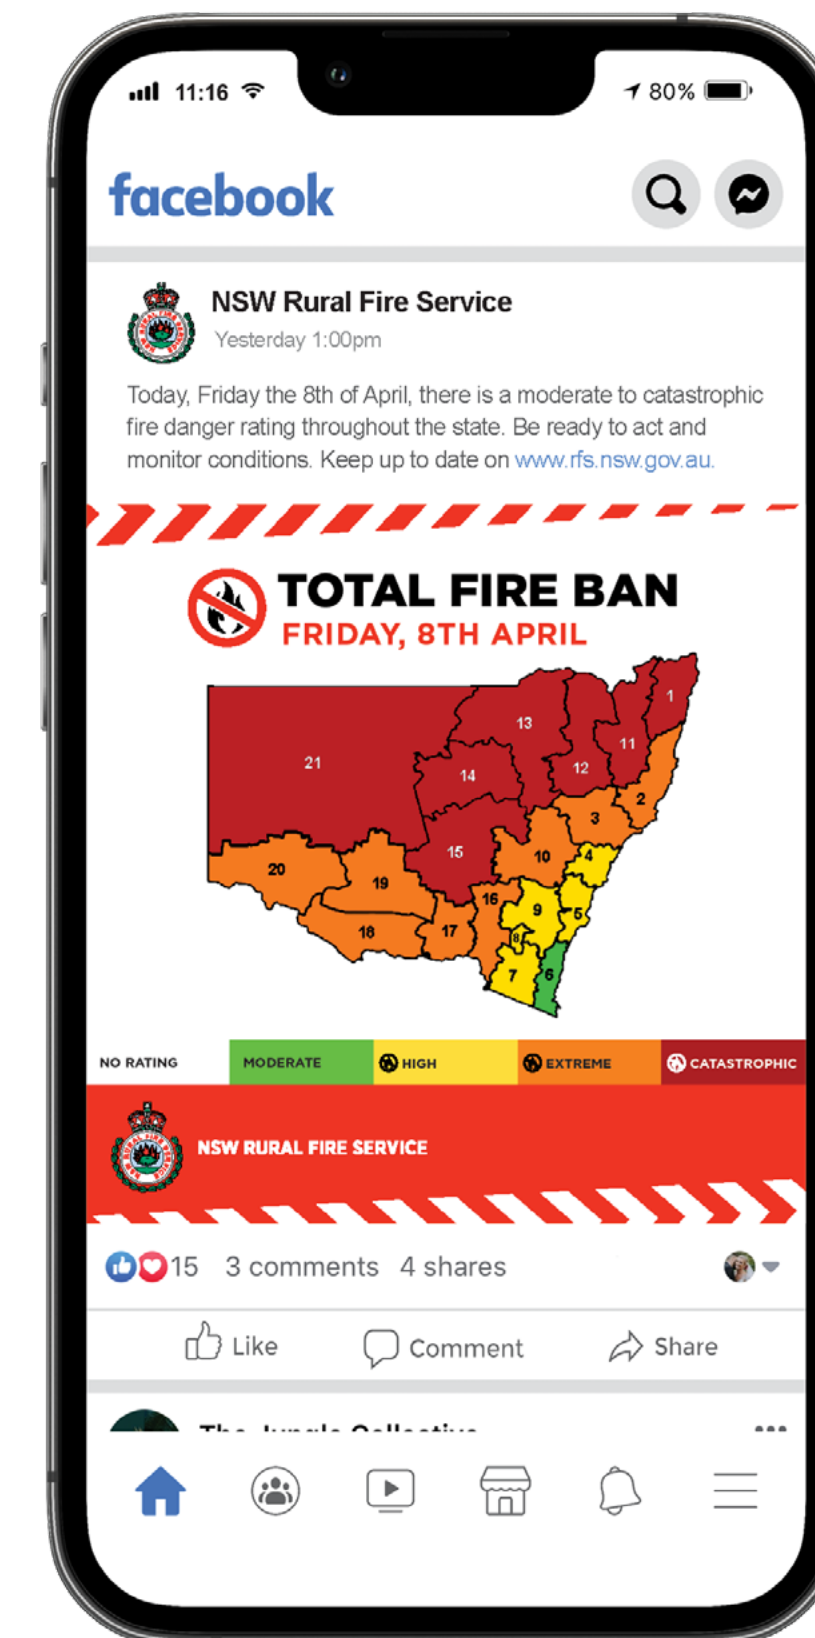 11:16
80%
facebook
NSW Rural Fire Service
Yesterday 1:00pm
Today, Friday the 8th of April, there is a moderate to catastrophic
fire danger rating throughout the state. Be ready to act and
monitor conditions. Keep up to date on www.rfs.nsw.gov.au.
TOTAL FIRE BAN
FRIDAY, 8TH APRIL
1
13
11
21
14
12
2
3
15
10
4
20
19
16
9
5
18
17
8
7
6
NO RATING MODERATE HIGH EXTREME CATASTROPHIC
NSW RURAL FIRE SERVICE
15 3 comments 4 shares
Like Comment Share
The Jungle Collective